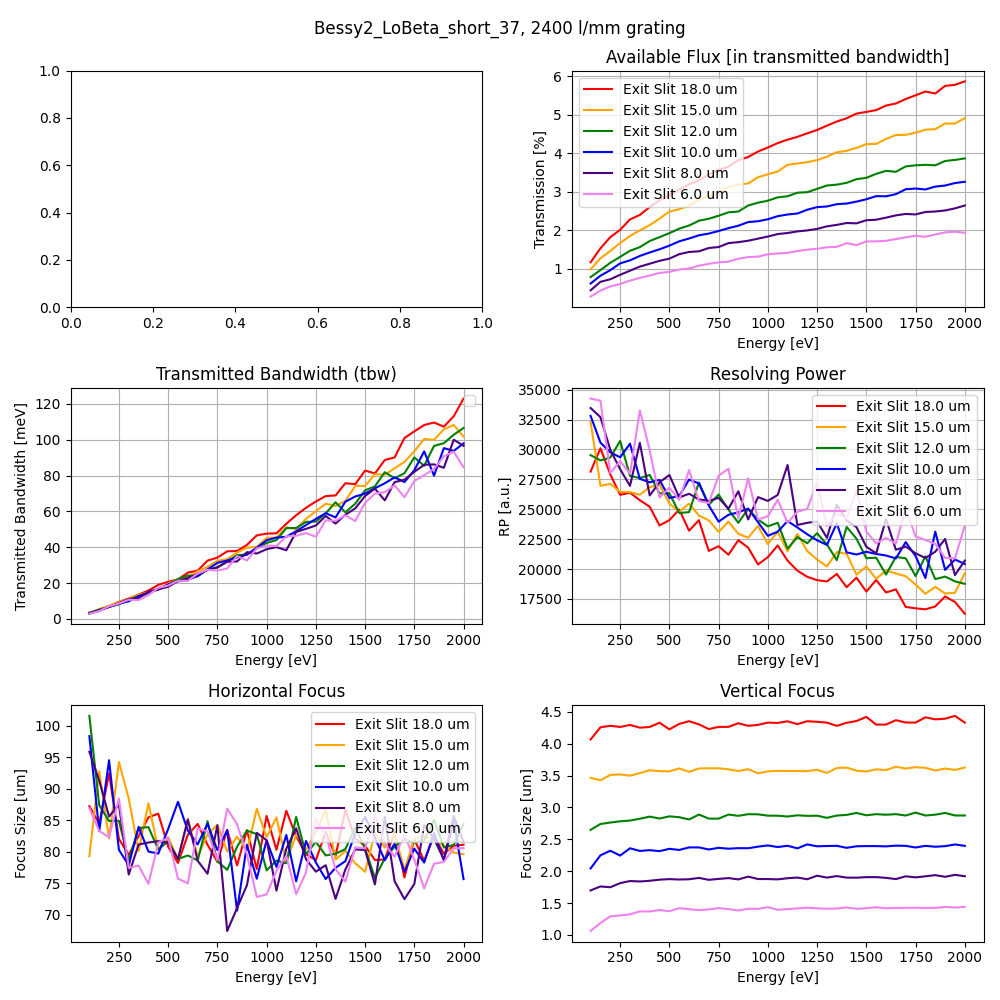 Bessy2_LoBeta_short_37, 2400 l/mm grating
1.0
0.8
0.6
0.4
0.2
0.0
0.0 0.2 0.4 0.6 0.8 1.0
Available Flux [in transmitted bandwidth]
Transmission [%]
6
5
4
3
2
1
Exit Slit 18.0 um
Exit Slit 15.0 um
Exit Slit 12.0 um
Exit Slit 10.0 um
Exit Slit 8.0 um
Exit Slit 6.0 um
250 500 750 1000 1250 1500 1750 2000
Energy [eV]
Transmitted Bandwidth (tbw)
Transmitted Bandwidth [meV]
120
100
80
60
40
20
0
250 500 750 1000 1250 1500 1750 2000
Energy [eV]
Resolving Power
RP [a.u.]
35000
32500
30000
27500
25000
22500
20000
17500
Exit Slit 18.0 um
Exit Slit 15.0 um
Exit Slit 12.0 um
Exit Slit 10.0 um
Exit Slit 8.0 um
Exit Slit 6.0 um
250 500 750 1000 1250 1500 1750 2000
Energy [eV]
Horizontal Focus
Focus Size [um]
100
95
90
85
80
75
70
Exit Slit 18.0 um
Exit Slit 15.0 um
Exit Slit 12.0 um
Exit Slit 10.0 um
Exit Slit 8.0 um
Exit Slit 6.0 um
250 500 750 1000 1250 1500 1750 2000
Energy [eV]
Vertical Focus
Focus Size [um]
4.5
4.0
3.5
3.0
2.5
2.0
1.5
1.0
250 500 750 1000 1250 1500 1750 2000
Energy [eV]